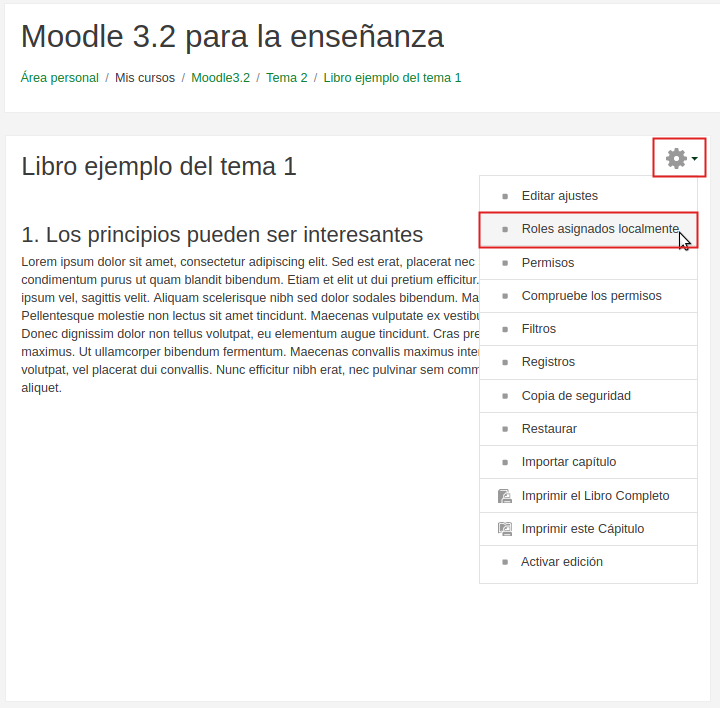 Moodle 3.2 para la enseñanza
Área personal / Mis cursos / Moodle3.2 / Tema 2 / Libro ejemplo del tema 1
Libro ejemplo del tema 1
1. Los principios pueden ser interesantes
Lorem ipsum dolor sit amet, consectetur adipiscing elit. Sed est erat, placerat nec
condimentum purus ut quam blandit bibendum. Etiam et elit ut dui pretium efficitur.
ipsum vel, sagittis velit. Aliquam scelerisque nibh sed dolor sodales bibendum. Ma
Pellentesque molestie non lectus sit amet tincidunt. Maecenas vulputate ex vestibu
Donec dignissim dolor non tellus volutpat, eu elementum augue tincidunt. Cras pre
maximus. Ut ullamcorper bibendum fermentum. Maecenas convallis maximus inte
volutpat, vel placerat dui convallis. Nunc efficitur nibh erat, nec pulvinar sem comm
aliquet.
Editar ajustes
Roles asignados localmente
Permisos
Compruebe los permisos
Filtros
Registros
Copia de seguridad
Restaurar
Importar capítulo
Imprimir el Libro Completo
Imprimir este Cápitulo
Activar edición